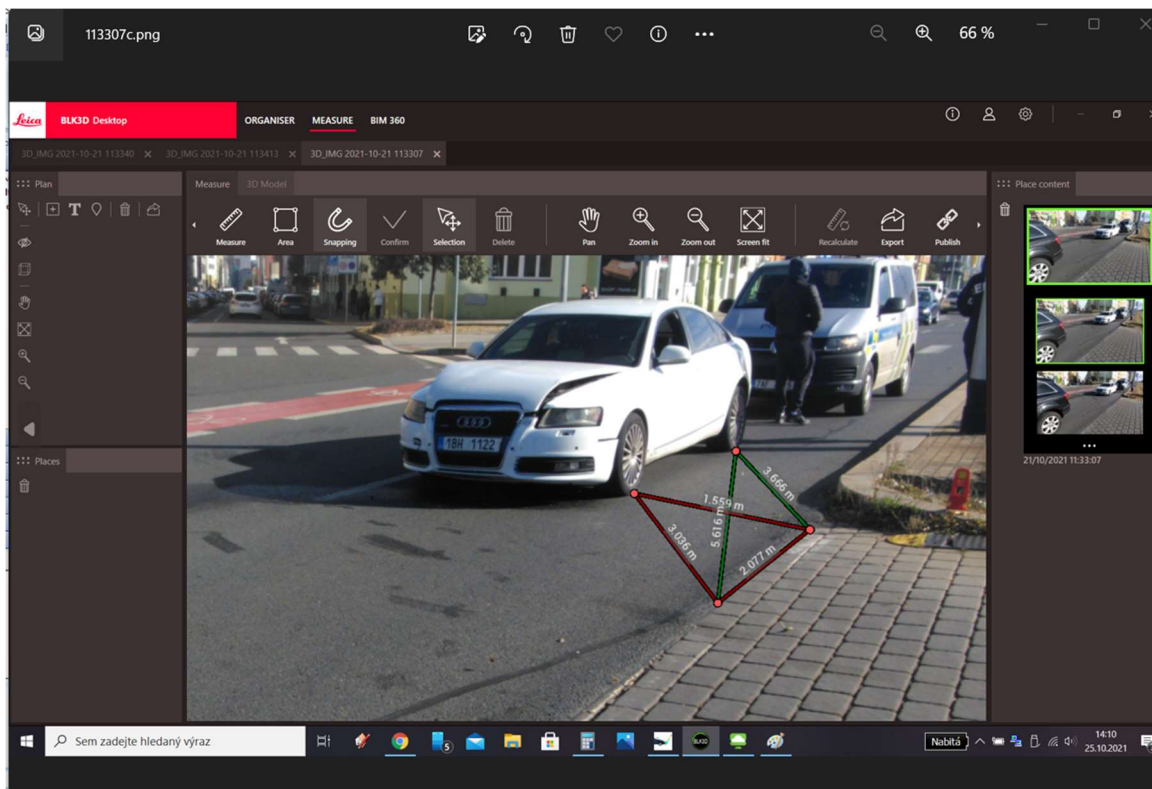 113307c.png
66 %
Leica
BLK3D Desktop
ORGANISER
MEASURE
BIM 360
3D_IMG 2021-10-21 113340
3D_IMG 2021-10-21 113413
3D_IMG 2021-10-21 113307
Plan
Measure
3D Model
Place content
T
Measure
Area
Snapping
Confirm
Selection
Delete
Pan
Zoom in
Zoom out
Screen fit
Recalculate
Export
Publish
18H 1122
3.666 m
1.559 m
5.616 m
3.036 m
2.077 m
Places
21/10/2021 11:33:07
Sem zadejte hledaný výraz
5
BLK3D
Nabitá
14:10
25.10.2021